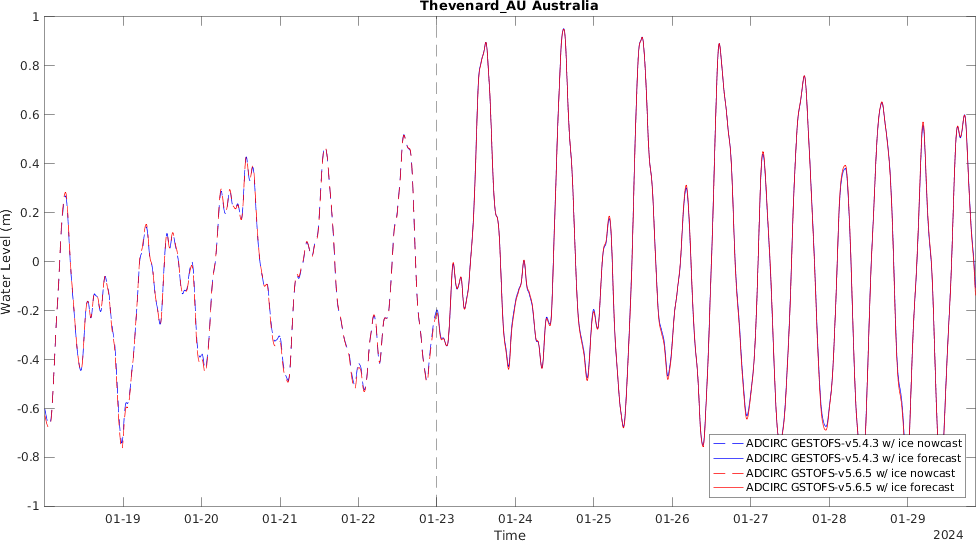 Thevenard_AU Australia
1
0.8
0.6
0.4
0.2
0
-0.2
-0.4
-0.6
-0.8
-1
Water Level (m)
ADCIRC GESTOFS-v5.4.3 w/ ice nowcast
ADCIRC GESTOFS-v5.4.3 w/ ice forecast
ADCIRC GSTOFS-v5.6.5 w/ ice nowcast
ADCIRC GSTOFS-v5.6.5 w/ ice forecast
01-19 01-20 01-21 01-22 01-23 01-24 01-25 01-26 01-27 01-28 01-29
Time
2024